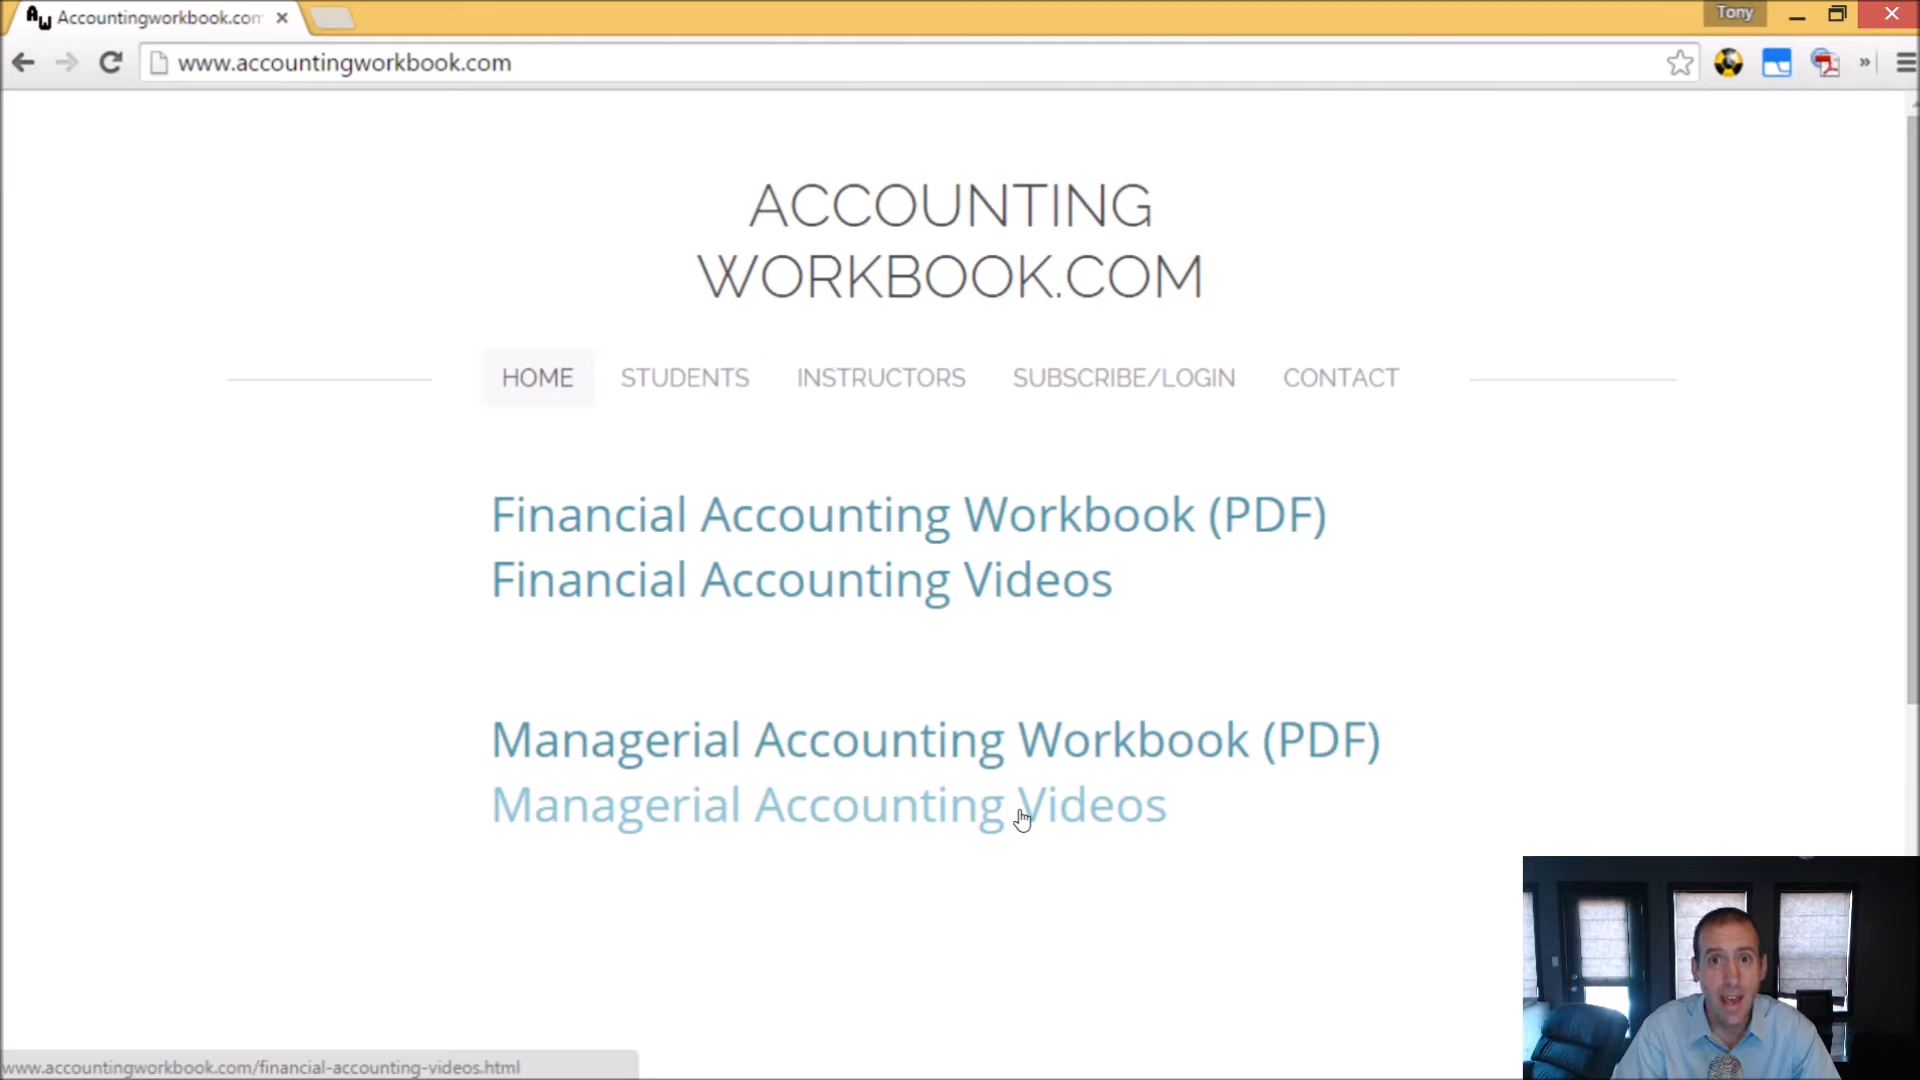 Accountingworkbook.com
Tony
www.accountingworkbook.com
ACCOUNTING
WORKBOOK.COM
HOME STUDENTS INSTRUCTORS SUBSCRIBE/LOGIN CONTACT
Financial Accounting Workbook (PDF)
Financial Accounting Videos
Managerial Accounting Workbook (PDF)
Managerial Accounting Videos
www.accountingworkbook.com/financial-accounting-videos.html